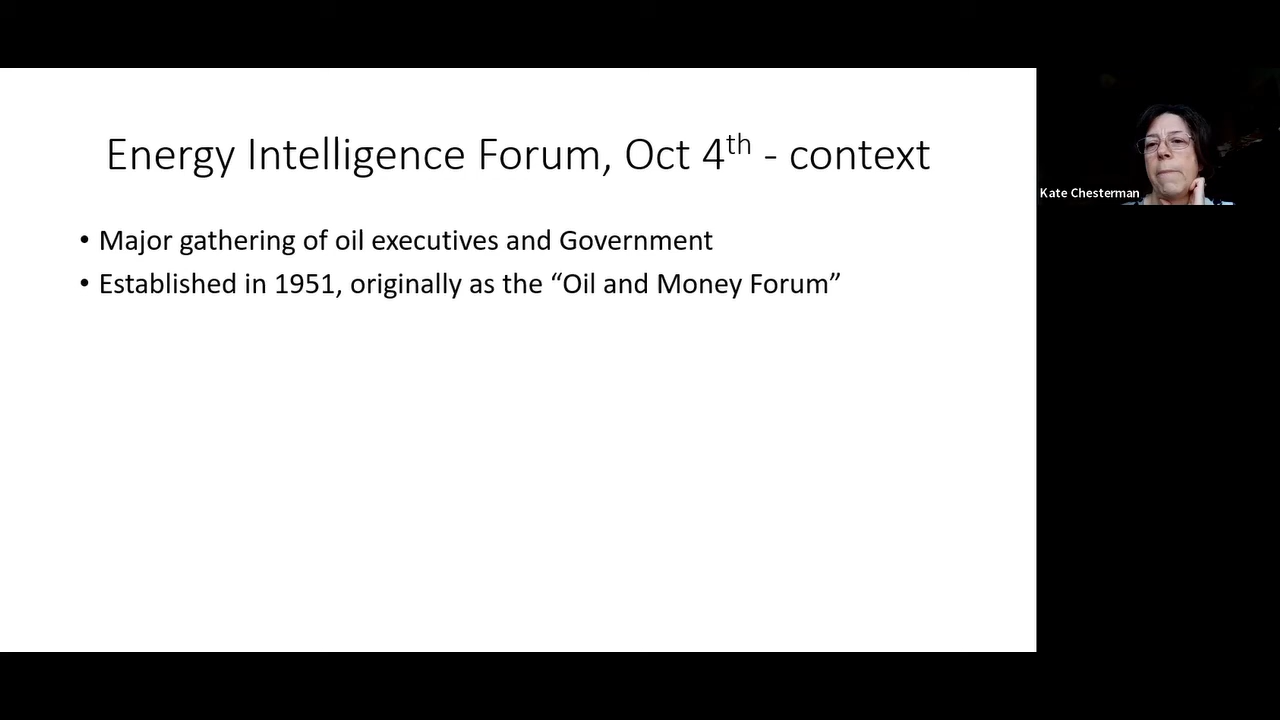 Energy Intelligence Forum, Oct 4th - context
• Major gathering of oil executives and Government
• Established in 1951, originally as the “Oil and Money Forum”
Kate Chesterman